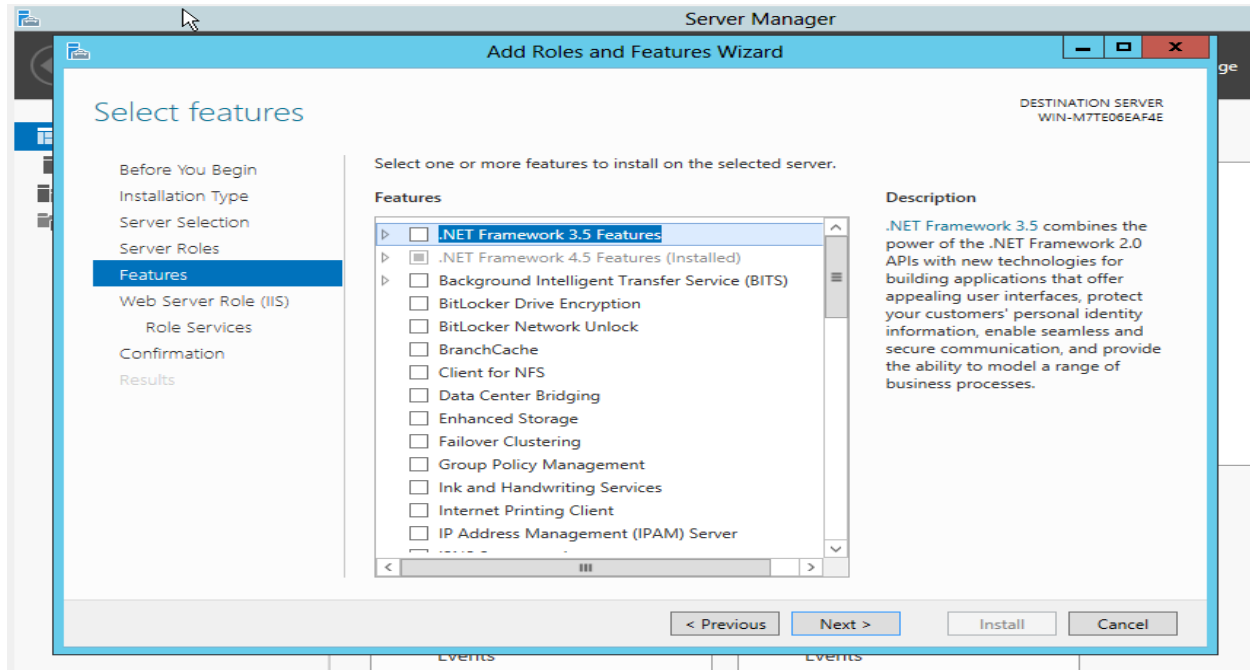 Server Manager
Add Roles and Features Wizard
ge
Select features
DESTINATION SERVER
WIN-M7TE06EAF4E
Before You Begin
Installation Type
Server Selection
Server Roles
Features
Web Server Role (IIS)
Role Services
Confirmation
Results
Select one or more features to install on the selected server.
Features
.NET Framework 3.5 Features
.NET Framework 4.5 Features (Installed)
Background Intelligent Transfer Service (BITS)
BitLocker Drive Encryption
BitLocker Network Unlock
BranchCache
Client for NFS
Data Center Bridging
Enhanced Storage
Failover Clustering
Group Policy Management
Ink and Handwriting Services
Internet Printing Client
IP Address Management (IPAM) Server
Description
.NET Framework 3.5 combines the
power of the .NET Framework 2.0
APIs with new technologies for
building applications that offer
appealing user interfaces, protect
your customers' personal identity
information, enable seamless and
secure communication, and provide
the ability to model a range of
business processes.
< Previous
Next >
Install
Cancel
Events
Events